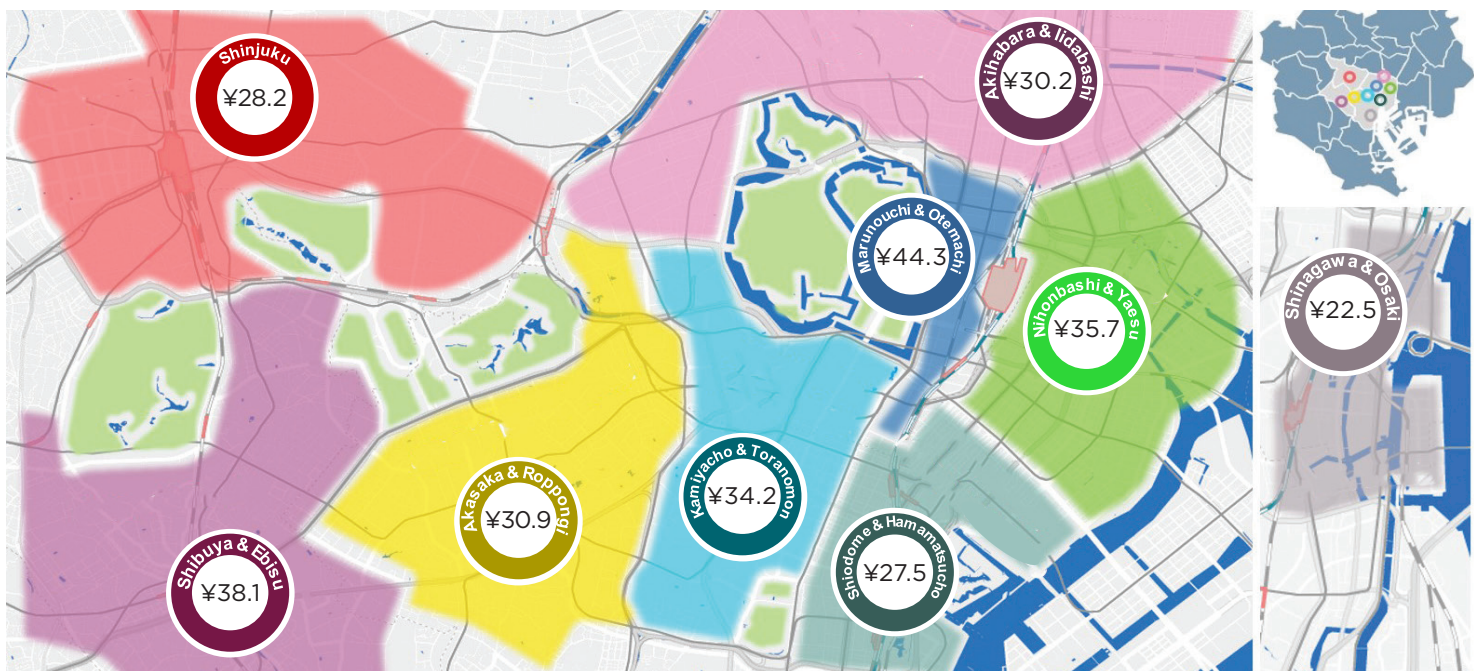 Shinjuku
¥28.2
Akihabara & Iidabashi
¥30.2
Marunouchi & Otemachi
¥44.3
Nihonbashi & Yaesu
¥35.7
Shinagawa & Osaki
¥22.5
Akasaka & Roppongi
¥30.9
Kamiyacho & Toranomon
¥34.2
Shibuya & Ebisu
¥38.1
Shiodome & Hamamatsucho
¥27.5